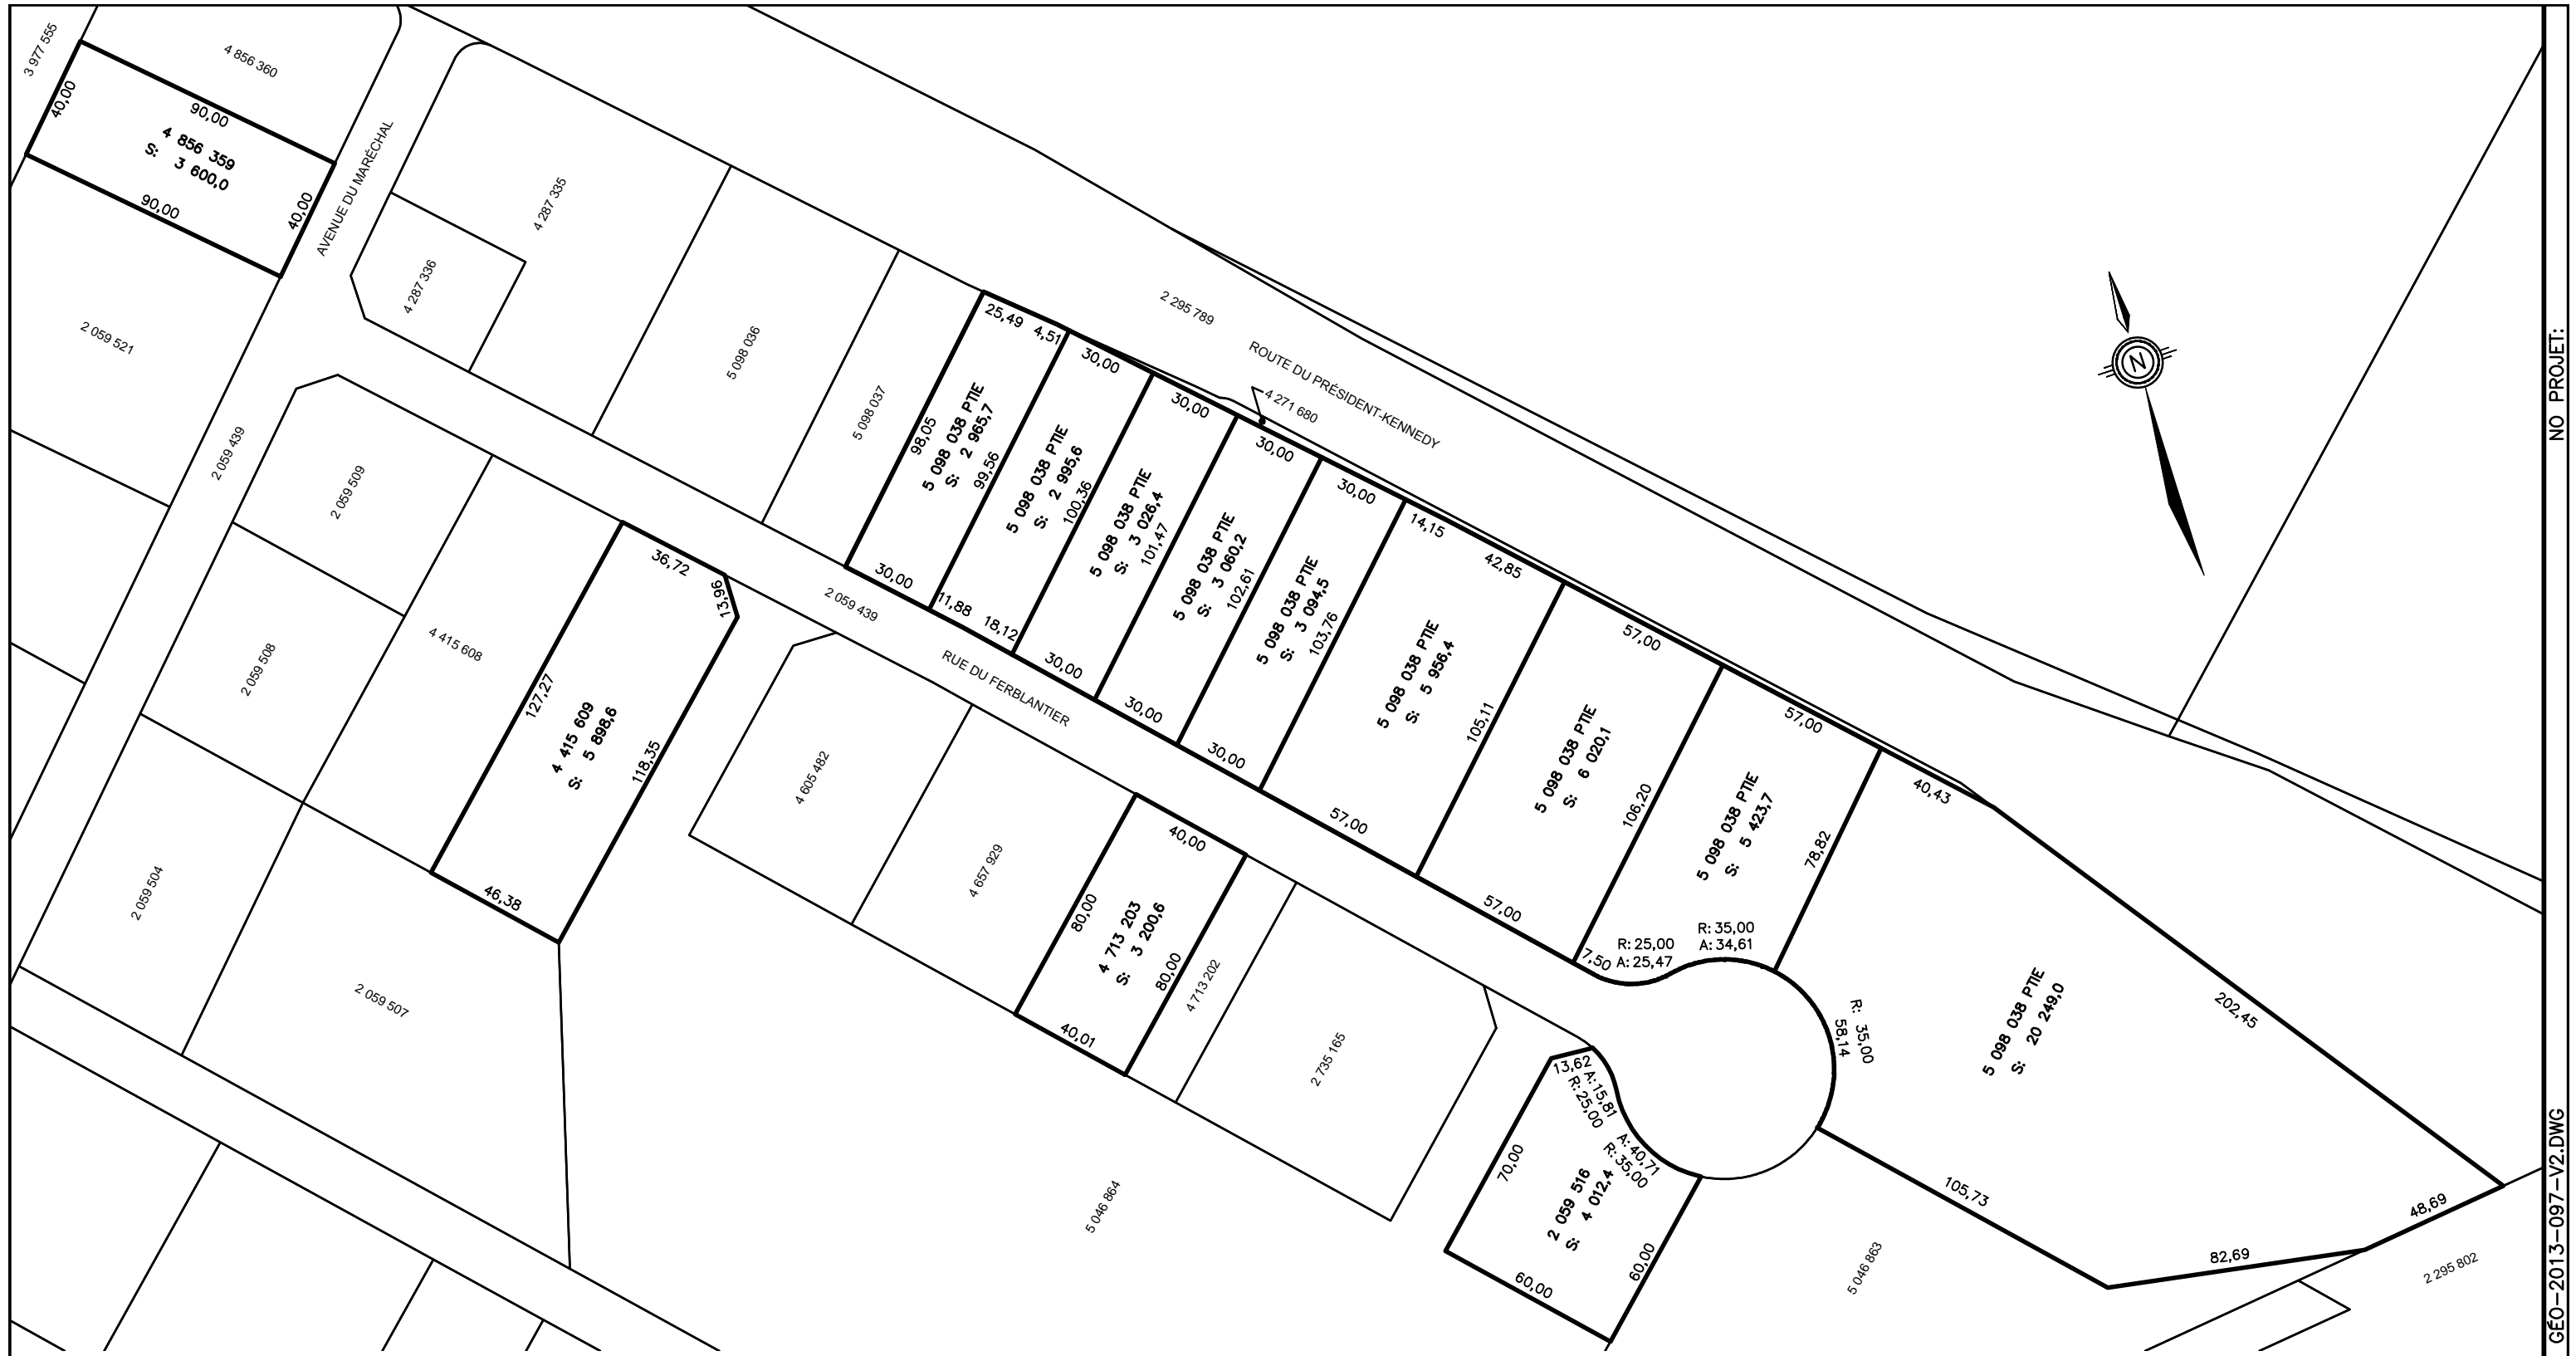 3 977 555
4 856 360
40,00
90,00
4 856 359
S: 3 600,0
90,00
40,00
AVENUE DU MARÉCHAL
4 287 335
4 287 336
2 059 521
5 098 036
5 098 037
2 059 439
2 295 789
ROUTE DU PRÉSIDENT-KENNEDY
4 271 680
25,49
4,51
98,05
5 098 038 PTIE
S: 2 965,7
99,56
30,00
30,00
5 098 038 PTIE
S: 2 995,6
100,36
11,88
18,12
30,00
5 098 038 PTIE
S: 3 026,4
101,47
30,00
30,00
5 098 038 PTIE
S: 3 060,2
102,61
30,00
30,00
5 098 038 PTIE
S: 3 094,5
103,76
30,00
14,15
42,85
5 098 038 PTIE
S: 5 956,4
105,11
57,00
57,00
5 098 038 PTIE
S: 6 020,1
106,20
57,00
57,00
5 098 038 PTIE
S: 5 423,7
78,82
7,50
R: 25,00
A: 25,47
R: 35,00
A: 34,61
40,43
202,45
5 098 038 PTIE
S: 20 249,0
R: 35,00
58,14
105,73
82,69
48,69
2 295 802
5 046 863
2 059 509
2 059 508
4 415 608
36,72
13,96
127,27
4 415 609
S: 5 898,6
118,35
46,38
2 059 504
2 059 507
2 059 439
RUE DU FERBLANTIER
4 605 482
4 657 929
40,00
80,00
4 713 203
S: 3 200,6
80,00
40,01
4 713 202
2 735 165
5 046 864
13,62
A: 15,81
R: 25,00
A: 40,71
R: 35,00
70,00
2 059 516
S: 4 012,4
60,00
60,00
N
NO PROJET:
GÉO-2013-097-V2.DWG